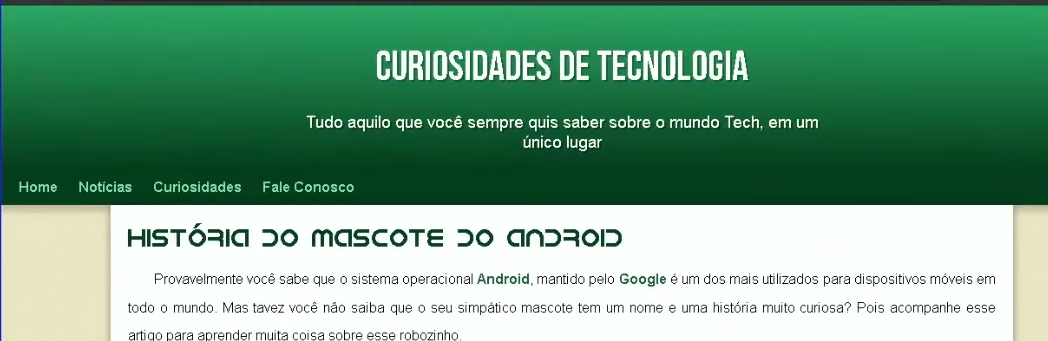 CURIOSIDADES DE TECNOLOGIA
Tudo aquilo que você sempre quis saber sobre o mundo Tech, em um
único lugar
Home Notícias Curiosidades Fale Conosco
HISTÓRIA DO MASCOTE DO ANDROID
Provavelmente você sabe que o sistema operacional Android, mantido pelo Google é um dos mais utilizados para dispositivos móveis em
todo o mundo. Mas tavez você não saiba que o seu simpático mascote tem um nome e uma história muito curiosa? Pois acompanhe esse
artigo para aprender muita coisa sobre esse robozinho.